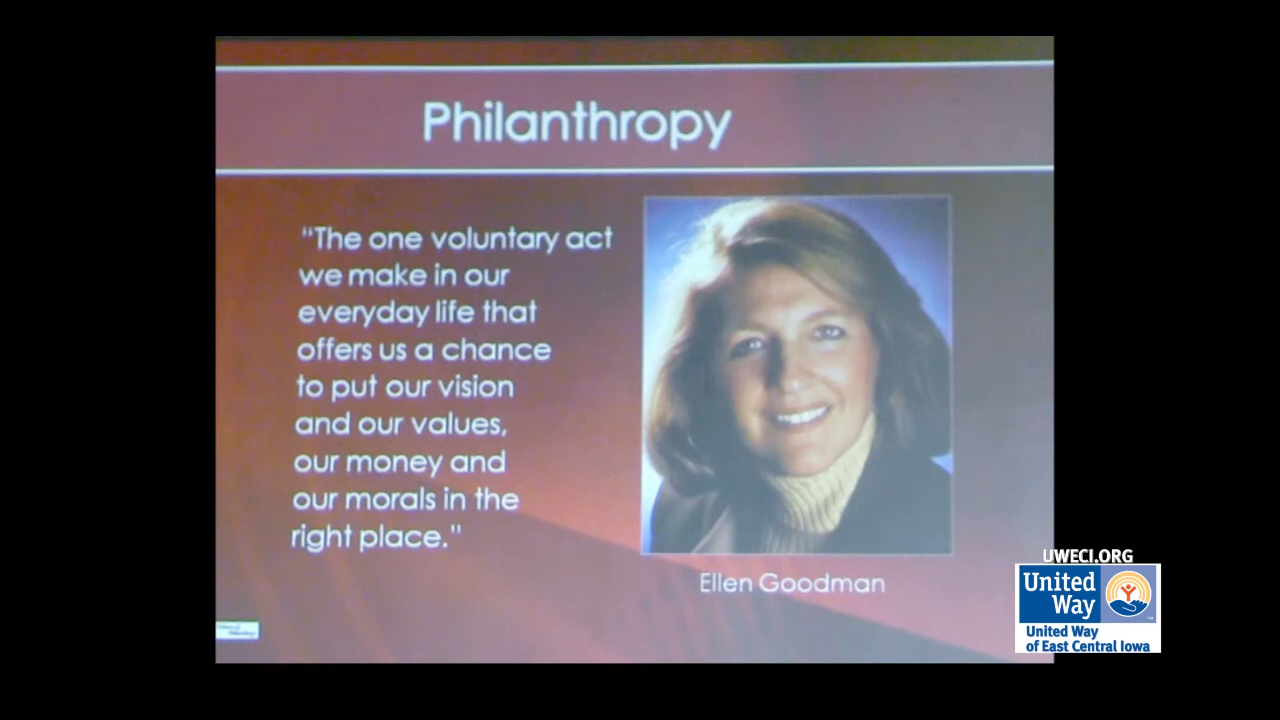 Philanthropy
“The one voluntary act
we make in our
everyday life that
offers us a chance
to put our vision
and our values,
our money and
our morals in the
right place.”
Ellen Goodman
UWECI.ORG
United
Way
United Way
of East Central Iowa